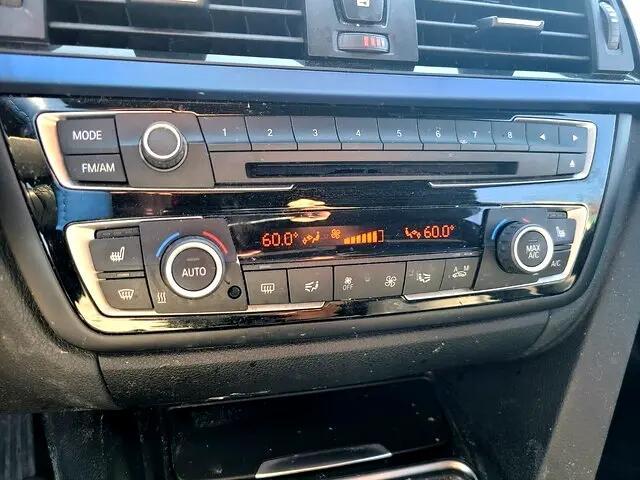 MODE
1 2 3 4 5 6 7 8
FM/AM
60.0° 60.0°
AUTO
MAX
A/C
A/C
OFF
A M